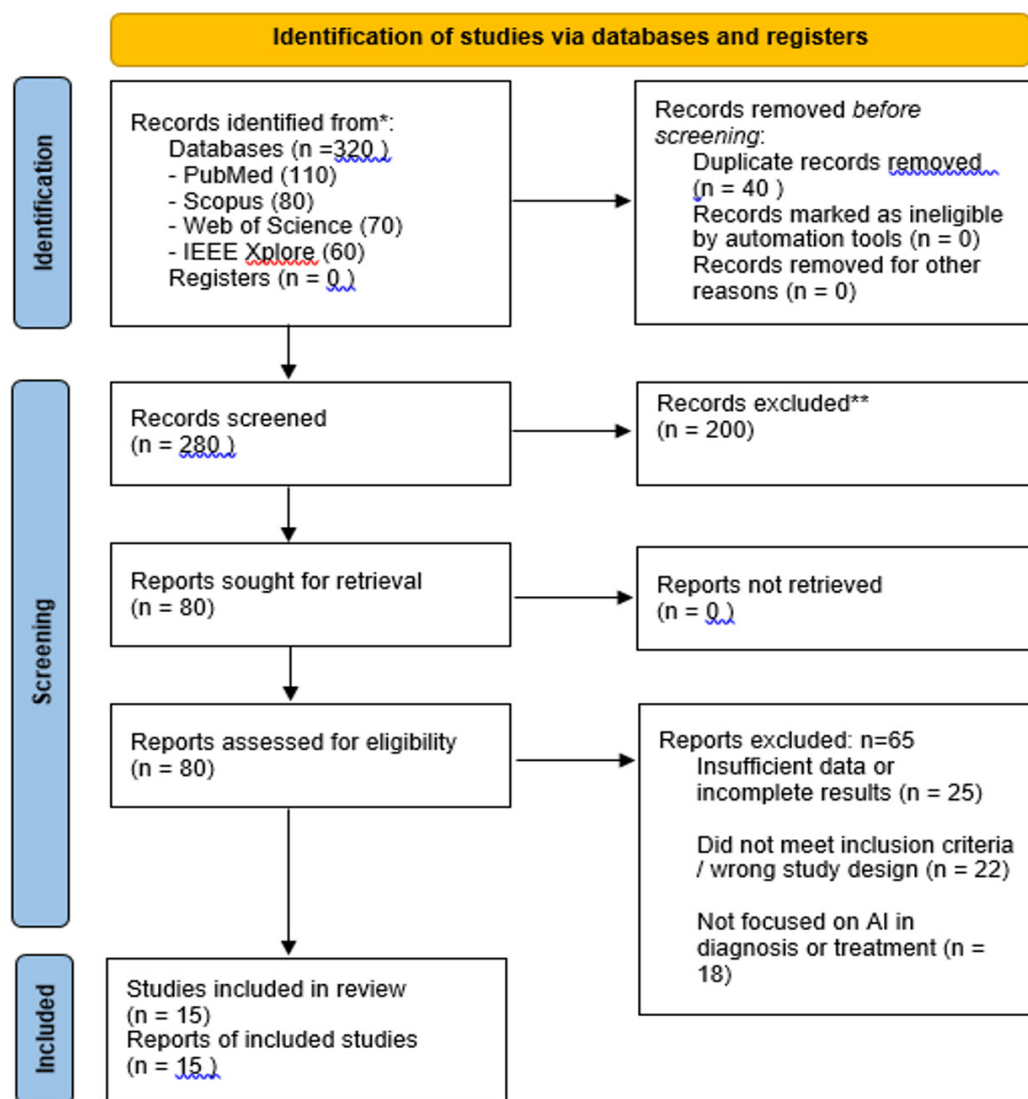 Identification of studies via databases and registers
Identification
Records identified from*:
Databases (n =320 )
- PubMed (110)
- Scopus (80)
- Web of Science (70)
- IEEE Xplore (60)
Registers (n = 0 )
Records removed before
screening:
Duplicate records removed
(n = 40 )
Records marked as ineligible
by automation tools (n = 0)
Records removed for other
reasons (n = 0)
Screening
Records screened
(n = 280 )
Records excluded**
(n = 200)
Reports sought for retrieval
(n = 80)
Reports not retrieved
(n = 0 )
Reports assessed for eligibility
(n = 80)
Reports excluded: n=65
Insufficient data or
incomplete results (n = 25)
Did not meet inclusion criteria
/ wrong study design (n = 22)
Not focused on AI in
diagnosis or treatment (n =
18)
Included
Studies included in review
(n = 15)
Reports of included studies
(n = 15 )